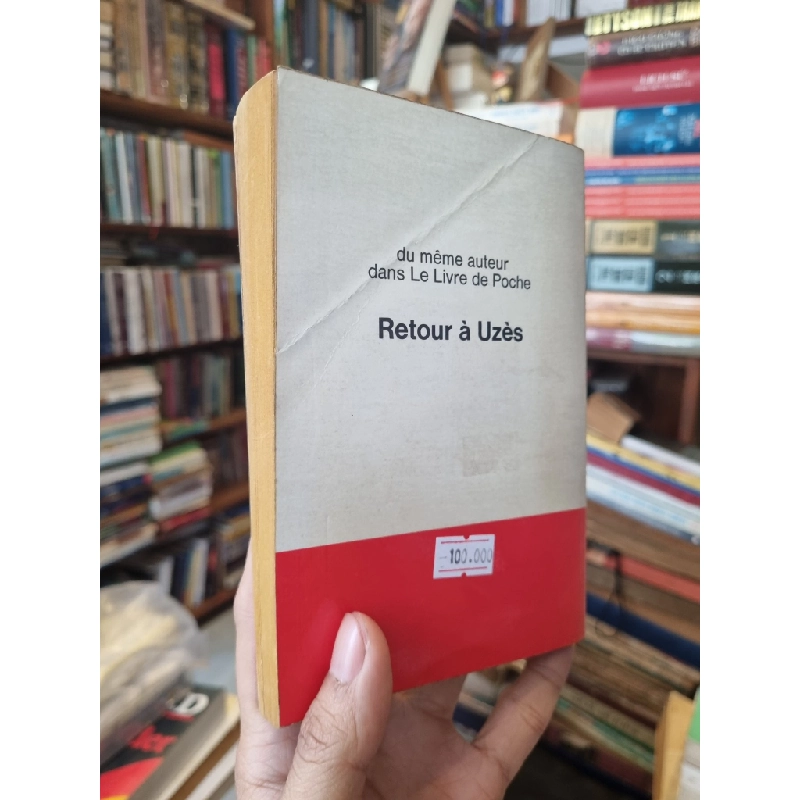 du même auteur
dans Le Livre de Poche
Retour à Uzès
100.000